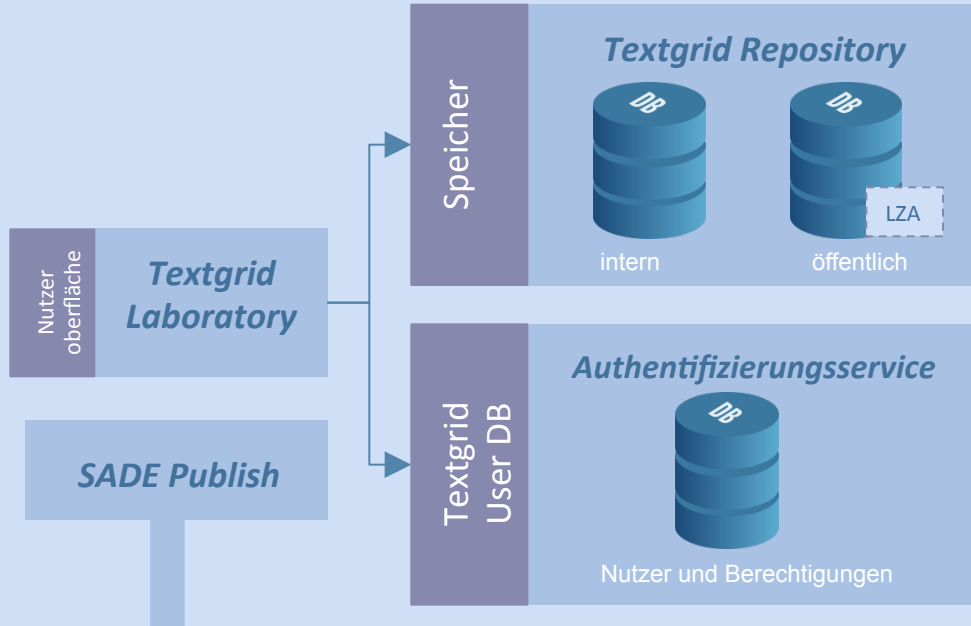 Speicher
Textgrid Repository
DB
DB
LZA
intern
öffentlich
Nutzer
oberfläche
Textgrid
Laboratory
Textgrid
User DB
Authentifizierungsservice
DB
Nutzer und Berechtigungen
SADE Publish